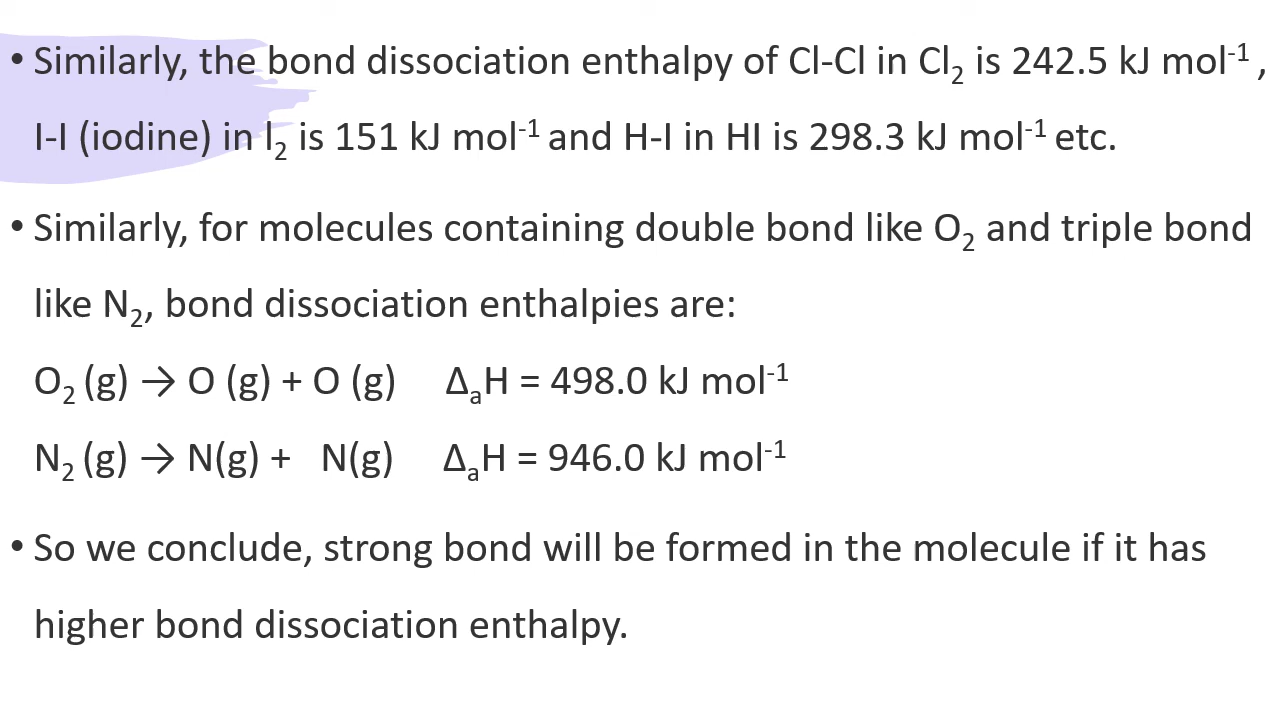 • Similarly, the bond dissociation enthalpy of Cl-Cl in Cl₂ is 242.5 kJ mol⁻¹ ,
I-I (iodine) in l₂ is 151 kJ mol⁻¹ and H-I in HI is 298.3 kJ mol⁻¹ etc.
• Similarly, for molecules containing double bond like O₂ and triple bond
like N₂, bond dissociation enthalpies are:
O₂ (g) → O (g) + O (g) ΔₐH = 498.0 kJ mol⁻¹
N₂ (g) → N(g) + N(g) ΔₐH = 946.0 kJ mol⁻¹
• So we conclude, strong bond will be formed in the molecule if it has
higher bond dissociation enthalpy.